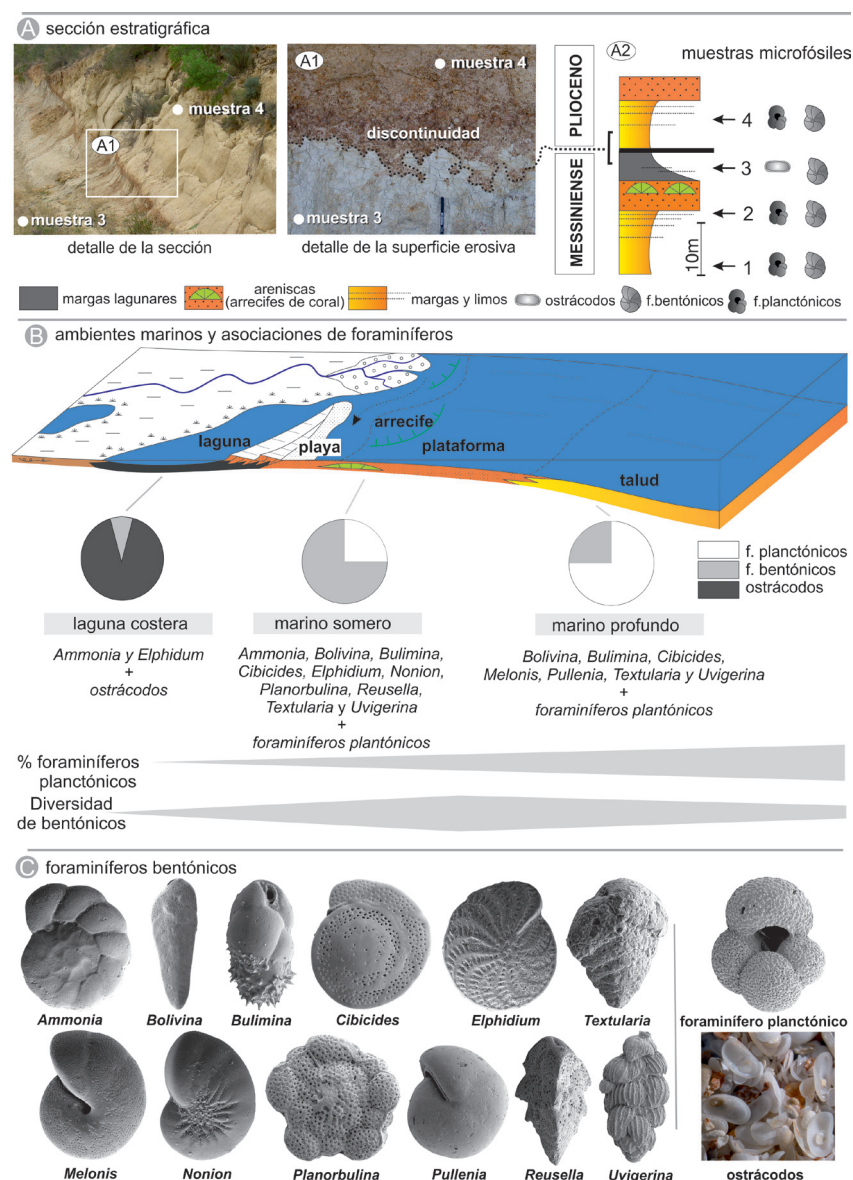 A sección estratigráfica
A1
muestra 4
muestra 3
detalle de la sección
A1
muestra 4
discontinuidad
muestra 3
detalle de la superficie erosiva
PLIOCENO
MESSINIENSE
A2
muestras microfósiles
4
3
2
1
10m
margas lagunares
areniscas
(arrecifes de coral)
margas y limos
ostrácodos
f.bentónicos
f.planctónicos
B ambientes marinos y asociaciones de foraminíferos
laguna
playa
arrecife
plataforma
talud
f. planctónicos
f. bentónicos
ostrácodos
laguna costera
Ammonia y Elphidum
+
ostrácodos
marino somero
Ammonia, Bolivina, Bulimina,
Cibicides, Elphidium, Nonion,
Planorbulina, Reusella,
Textularia y Uvigerina
+
foraminíferos plantónicos
marino profundo
Bolivina, Bulimina, Cibicides,
Melonis, Pullenia, Textularia y Uvigerina
+
foraminíferos plantónicos
% foraminíferos
planctónicos
Diversidad
de bentónicos
C foraminíferos bentónicos
Ammonia
Bolivina
Bulimina
Cibicides
Elphidium
Textularia
foraminífero planctónico
Melonis
Nonion
Planorbulina
Pullenia
Reusella
Uvigerina
ostrácodos